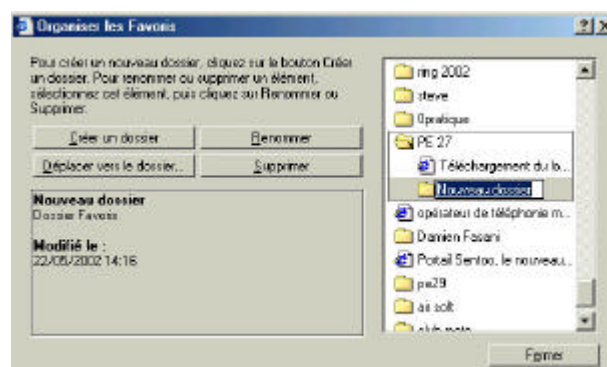 Organiser les Favoris
Pour créer un nouveau dossier, cliquez sur le bouton Créer
un dossier. Pour renommer ou supprimer un élément,
sélectionnez cet élément, puis cliquez sur Renommer ou
Supprimer.
Créer un dossier
Renommer
Déplacer vers le dossier...
Supprimer
Nouveau dossier
Dossier Favoris
Modifié le :
22/05/2002 14:16
ring 2002
steve
0pratique
PE 27
Téléchargement du lo...
Nouveau dossier
opérateur de téléphonie m...
Damien Fasani
Portail Sentoo, le nouveau...
pe29
air soft
Fermer